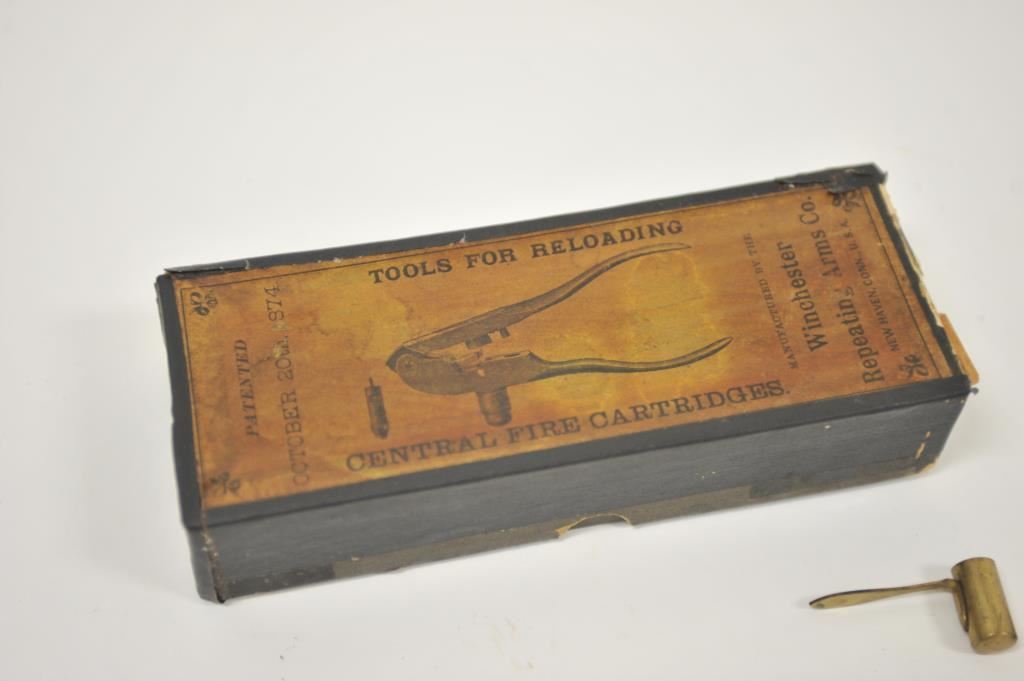 TOOLS FOR RELOADING
PATENTED
OCTOBER 20th. 1874
CENTRAL FIRE CARTRIDGES.
MANUFACTURED BY THE
Winchester
Repeating Arms Co.
NEW HAVEN, CONN. U.S.A.